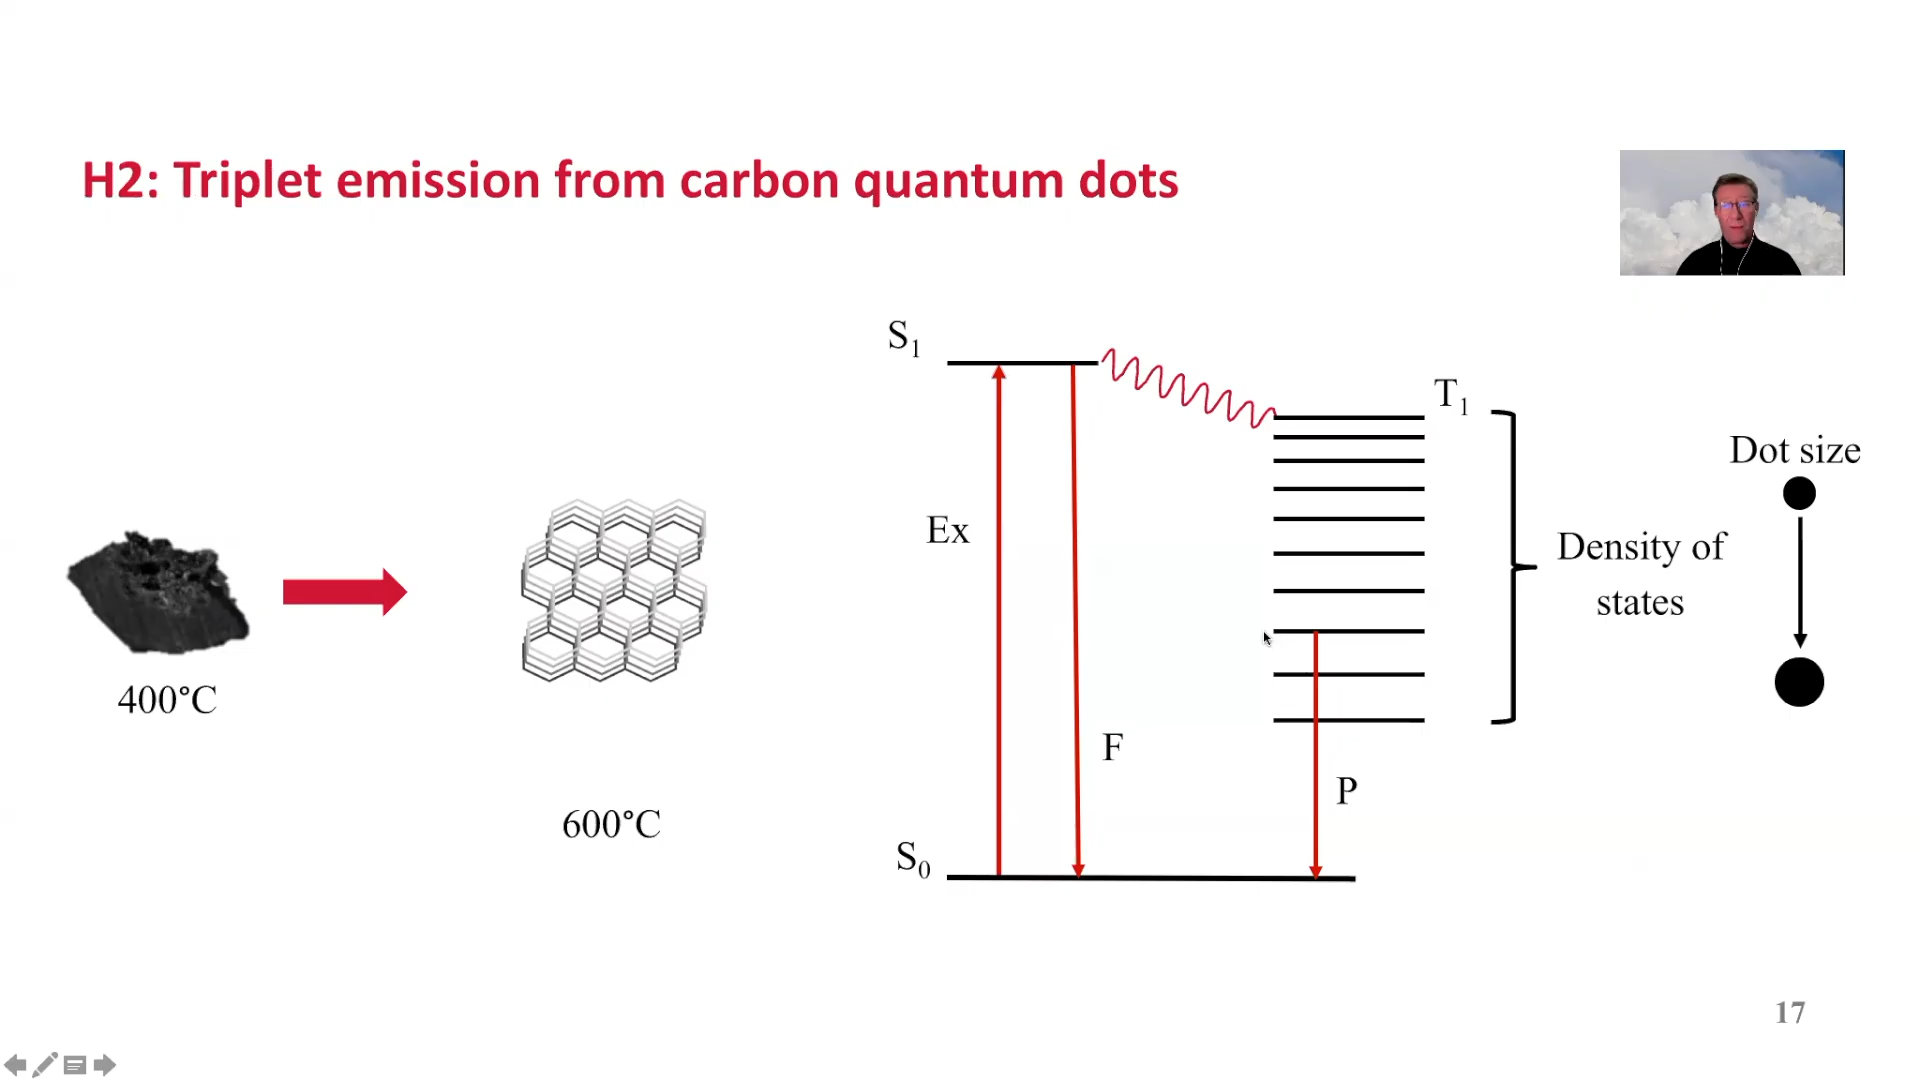 H2: Triplet emission from carbon quantum dots
S1
T1
Dot size
Ex
Density of
states
400°C
F
P
600°C
S0
17